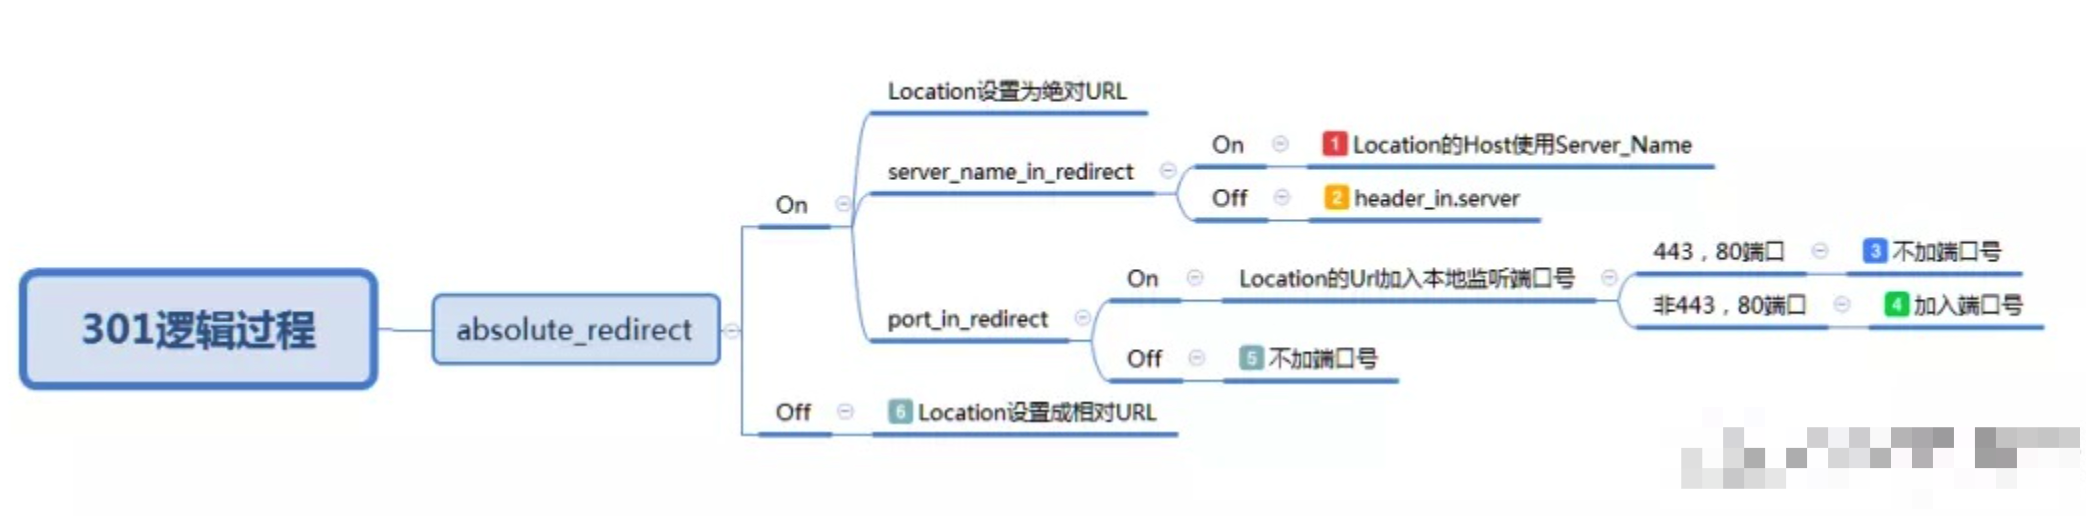 301逻辑过程
absolute_redirect
On
Location设置为绝对URL
server_name_in_redirect
On
1 Location的Host使用Server_Name
Off
2 header_in.server
port_in_redirect
On
Location的Url加入本地监听端口号
443，80端口
3 不加端口号
非443，80端口
4 加入端口号
Off
5 不加端口号
Off
6 Location设置成相对URL